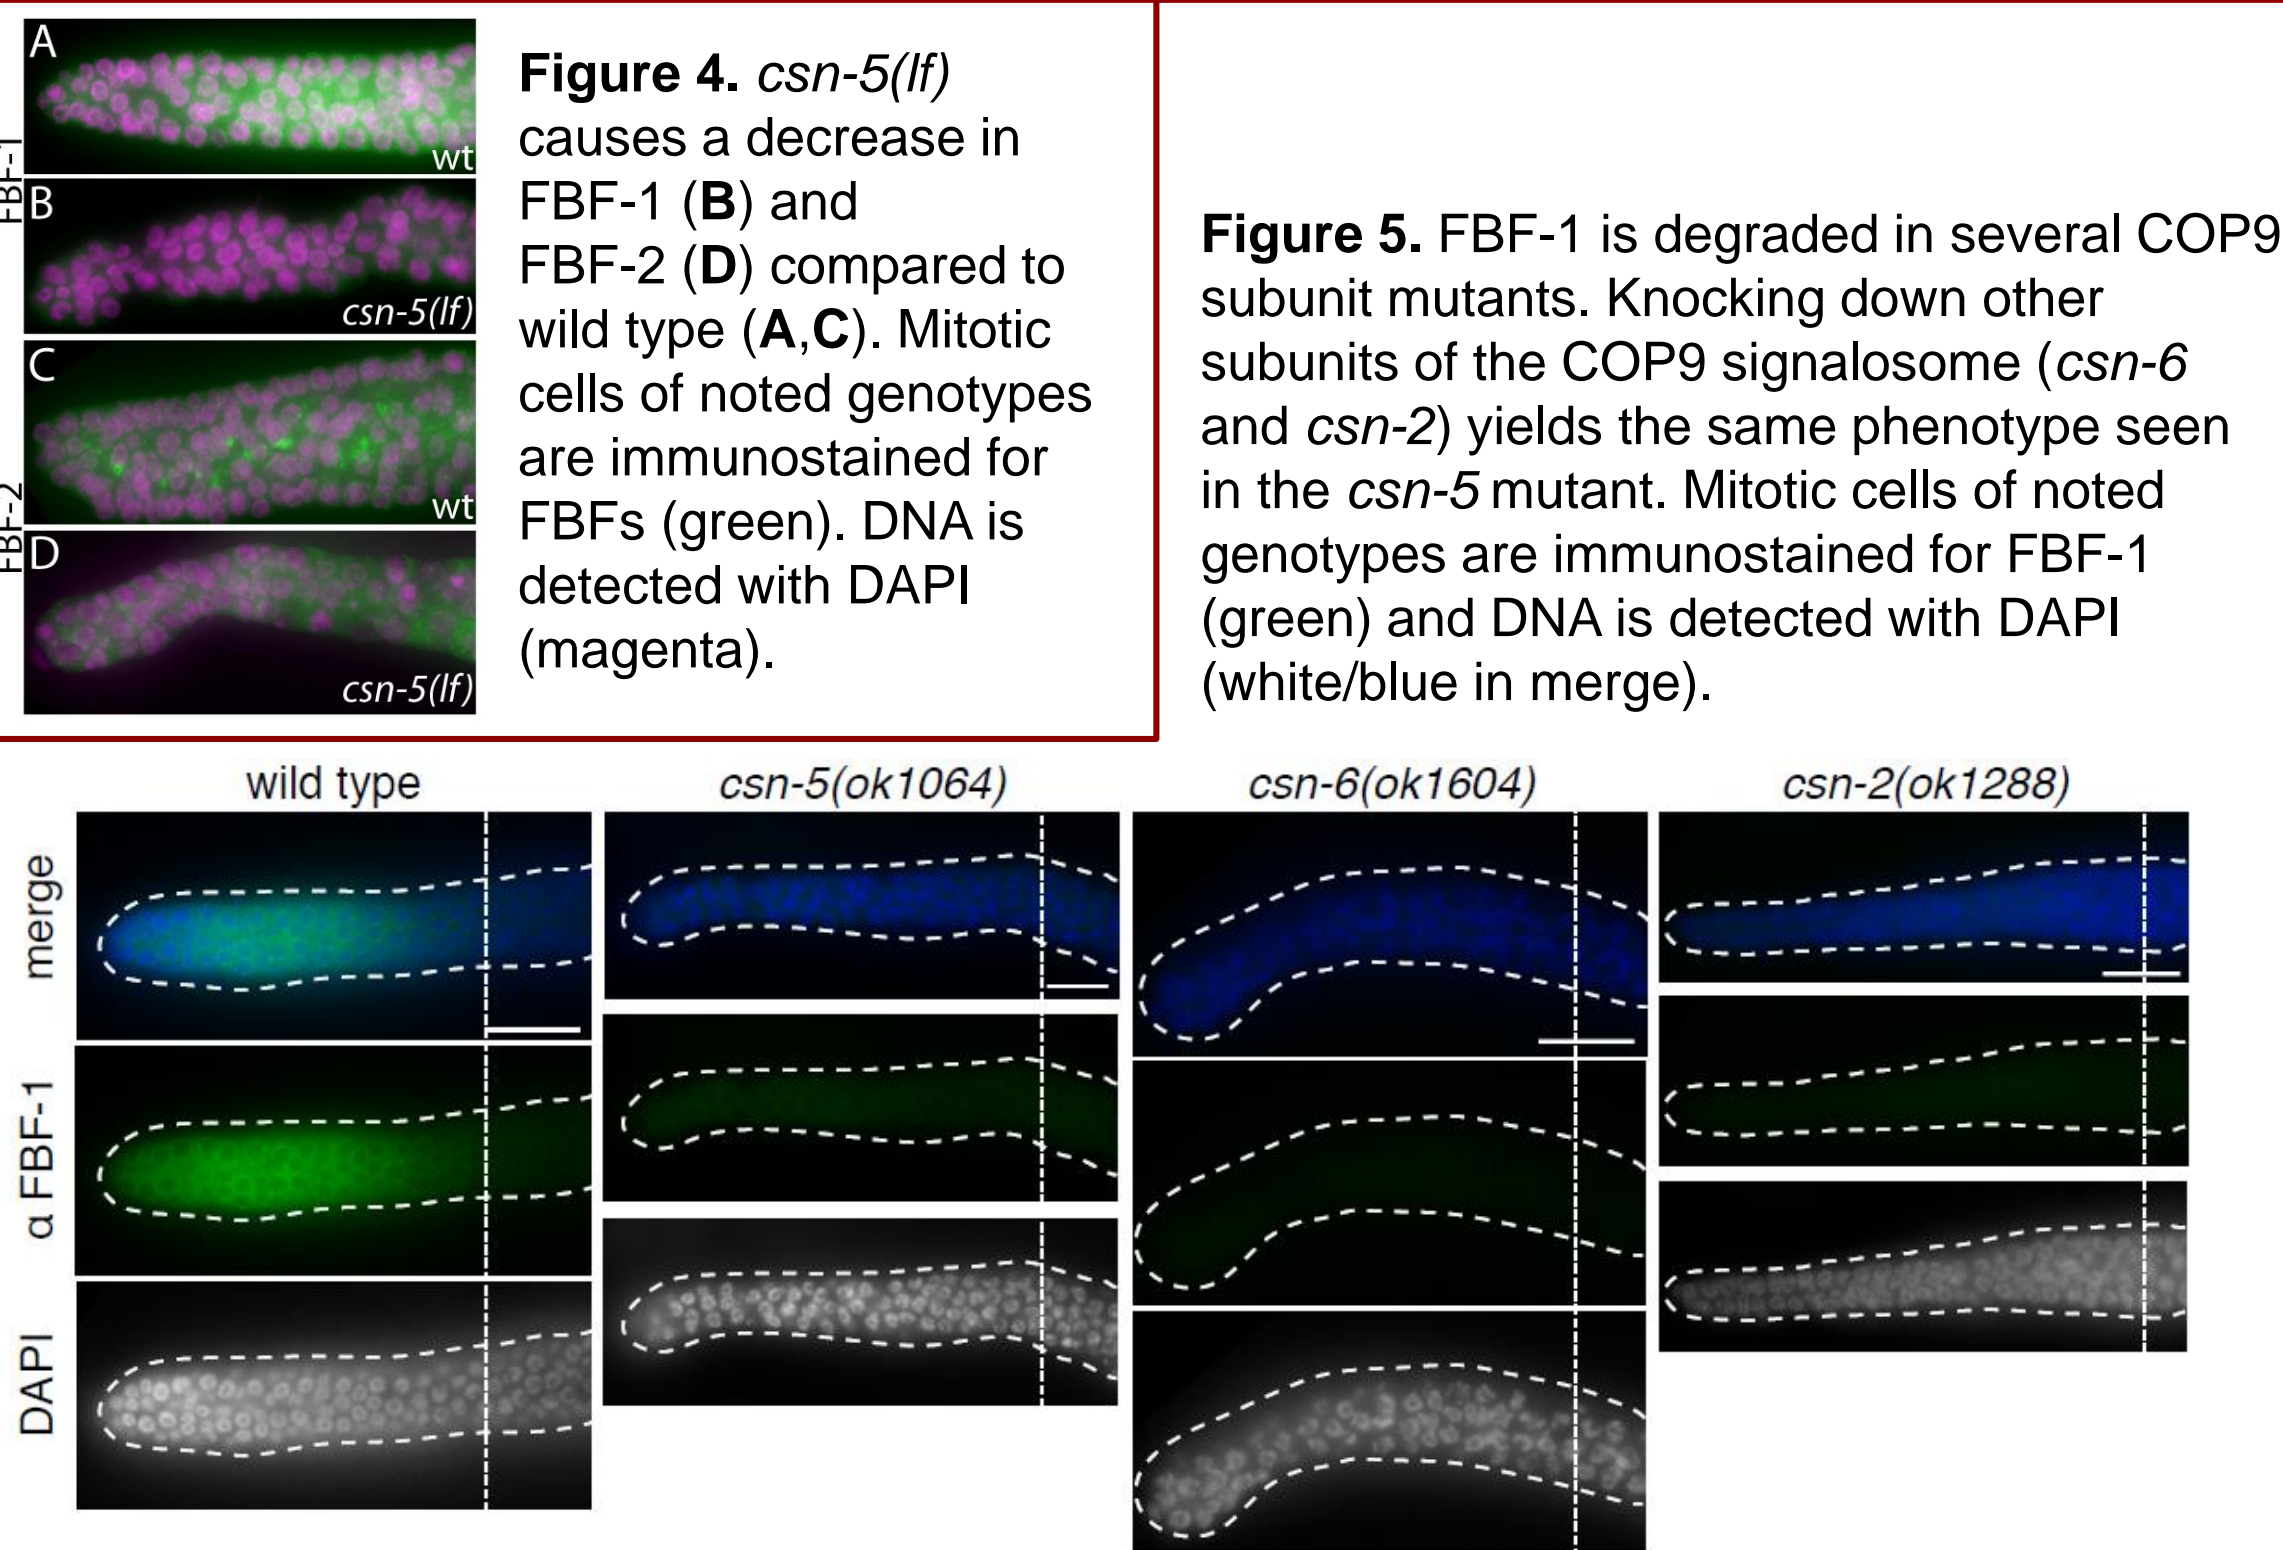 A
wt
FBF-1
B
csn-5(lf)
C
wt
FBF-2
D
csn-5(lf)
Figure 4. csn-5(lf)
causes a decrease in
FBF-1 (B) and
FBF-2 (D) compared to
wild type (A,C). Mitotic
cells of noted genotypes
are immunostained for
FBFs (green). DNA is
detected with DAPI
(magenta).
Figure 5. FBF-1 is degraded in several COP9
subunit mutants. Knocking down other
subunits of the COP9 signalosome (csn-6
and csn-2) yields the same phenotype seen
in the csn-5 mutant. Mitotic cells of noted
genotypes are immunostained for FBF-1
(green) and DNA is detected with DAPI
(white/blue in merge).
wild type
csn-5(ok1064)
csn-6(ok1604)
csn-2(ok1288)
merge
α FBF-1
DAPI